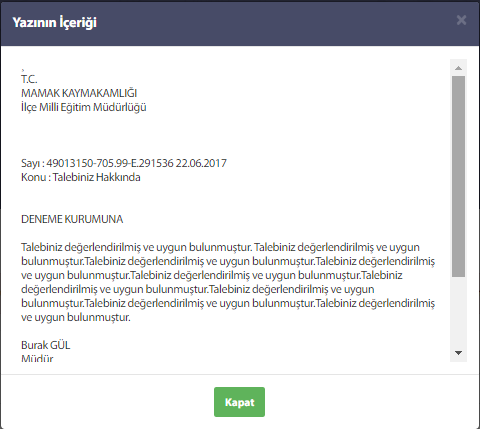 Yazının İçeriği
×
.
T.C.
MAMAK KAYMAKAMLIĞI
İlçe Milli Eğitim Müdürlüğü
Sayı : 49013150-705.99-E.291536 22.06.2017
Konu : Talebiniz Hakkında
DENEME KURUMUNA
Talebiniz değerlendirilmiş ve uygun bulunmuştur. Talebiniz değerlendirilmiş ve uygun
bulunmuştur.Talebiniz değerlendirilmiş ve uygun bulunmuştur.Talebiniz değerlendirilmiş
ve uygun bulunmuştur.Talebiniz değerlendirilmiş ve uygun bulunmuştur.Talebiniz
değerlendirilmiş ve uygun bulunmuştur.Talebiniz değerlendirilmiş ve uygun
bulunmuştur.Talebiniz değerlendirilmiş ve uygun bulunmuştur.Talebiniz değerlendirilmiş
ve uygun bulunmuştur.
Burak GÜL
Müdür
Kapat